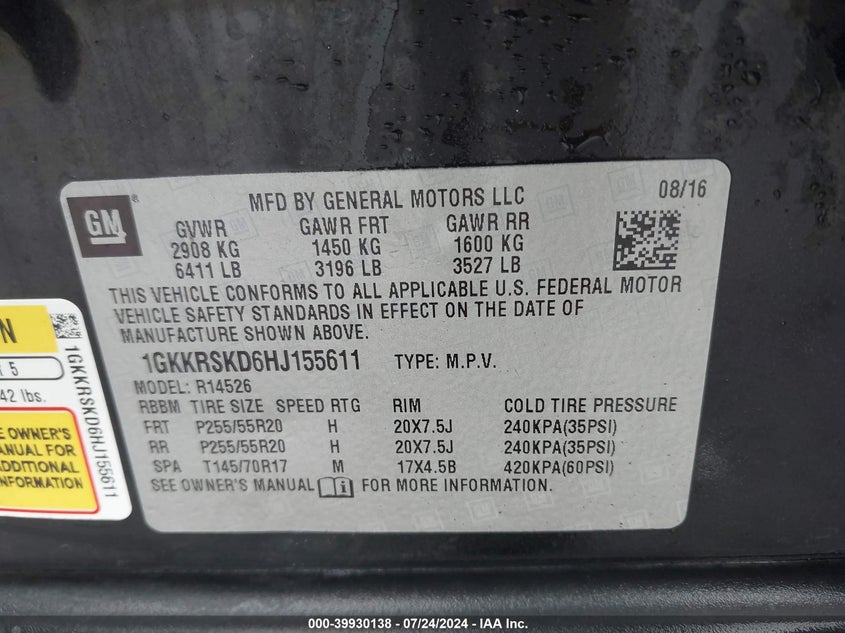 MFD BY GENERAL MOTORS LLC 08/16
GM®
GVWR GAWR FRT GAWR RR
2908 KG 1450 KG 1600 KG
6411 LB 3196 LB 3527 LB
THIS VEHICLE CONFORMS TO ALL APPLICABLE U.S. FEDERAL MOTOR
VEHICLE SAFETY STANDARDS IN EFFECT ON THE DATE OF
MANUFACTURE SHOWN ABOVE.
1GKKRSKD6HJ155611 TYPE: M.P.V.
MODEL: R14526
RBBM TIRE SIZE SPEED RTG RIM COLD TIRE PRESSURE
FRT P255/55R20 H 20X7.5J 240KPA(35PSI)
RR P255/55R20 H 20X7.5J 240KPA(35PSI)
SPA T145/70R17 M 17X4.5B 420KPA(60PSI)
SEE OWNER'S MANUAL i FOR MORE INFORMATION.
N
5
42 lbs.
E OWNER'S
ANUAL FOR
ADDITIONAL
NFORMATION
1GKKRSKD6HJ155611
000-39930138 - 07/24/2024 - IAA Inc.